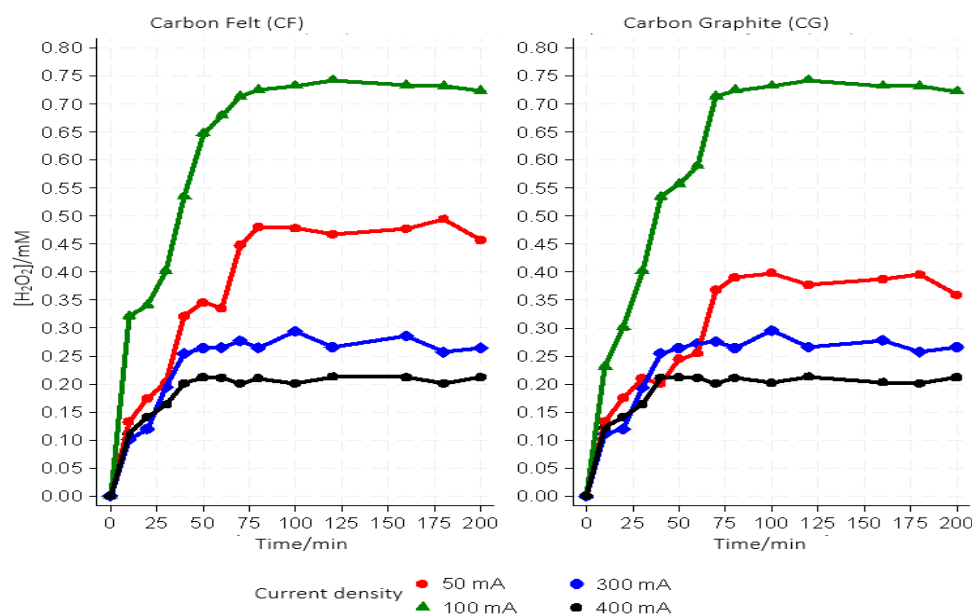 Carbon Felt (CF)
Carbon Graphite (CG)
[H₂O₂]/mM
0.80
0.75
0.70
0.65
0.60
0.55
0.50
0.45
0.40
0.35
0.30
0.25
0.20
0.15
0.10
0.05
0.00
0 25 50 75 100 125 150 175 200
Time/min
0.80
0.75
0.70
0.65
0.60
0.55
0.50
0.45
0.40
0.35
0.30
0.25
0.20
0.15
0.10
0.05
0.00
0 25 50 75 100 125 150 175 200
Time/min
Current density
50 mA
300 mA
100 mA
400 mA